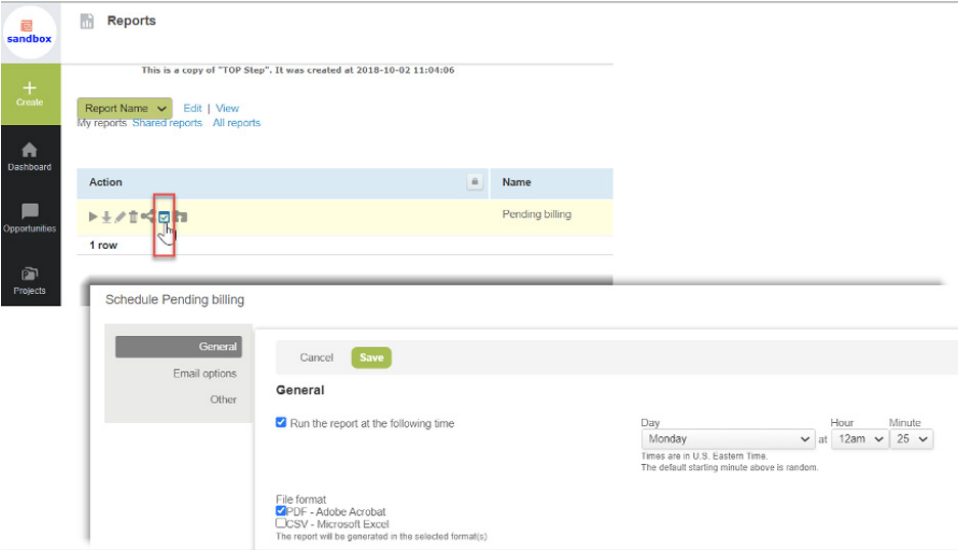 sandbox
Reports
This is a copy of "TOP Step". It was created at 2018-10-02 11:04:06
Create
Report Name Edit | View
My reports Shared reports All reports
Dashboard
Action Name
Opportunities
Pending billing
1 row
Projects
Schedule Pending billing
General
Cancel Save
Email options
General
Other
Run the report at the following time
Day Hour Minute
Monday at 12am 25
Times are in U.S. Eastern Time.
The default starting minute above is random.
File format
PDF - Adobe Acrobat
CSV - Microsoft Excel
The report will be generated in the selected format(s)